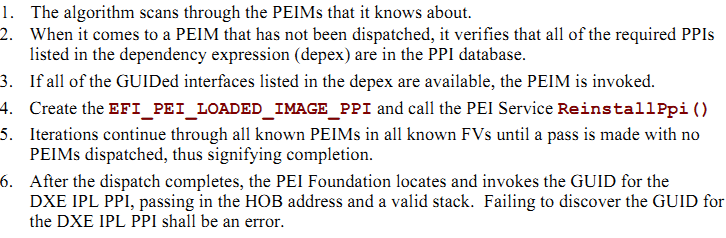 1. The algorithm scans through the PEIMs that it knows about.
2. When it comes to a PEIM that has not been dispatched, it verifies that all of the required PPIs
listed in the dependency expression (depex) are in the PPI database.
3. If all of the GUIDed interfaces listed in the depex are available, the PEIM is invoked.
4. Create the EFI_PEI_LOADED_IMAGE_PPI and call the PEI Service ReinstallPpi()
5. Iterations continue through all known PEIMs in all known FVs until a pass is made with no
PEIMs dispatched, thus signifying completion.
6. After the dispatch completes, the PEI Foundation locates and invokes the GUID for the
DXE IPL PPI, passing in the HOB address and a valid stack. Failing to discover the GUID for
the DXE IPL PPI shall be an error.